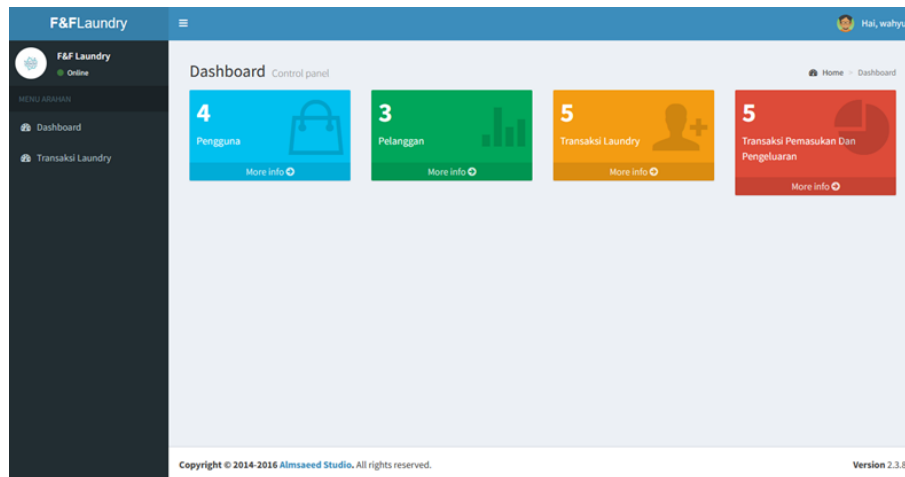 F&FLaundry
Hai, wahyu
F&F Laundry
Online
MENU ARAHAN
Dashboard
Transaksi Laundry
Dashboard Control panel
Home > Dashboard
4
Pengguna
More info
3
Pelanggan
More info
5
Transaksi Laundry
More info
5
Transaksi Pemasukan Dan
Pengeluaran
More info
Copyright © 2014-2016 Almsaeed Studio. All rights reserved.
Version 2.3.8